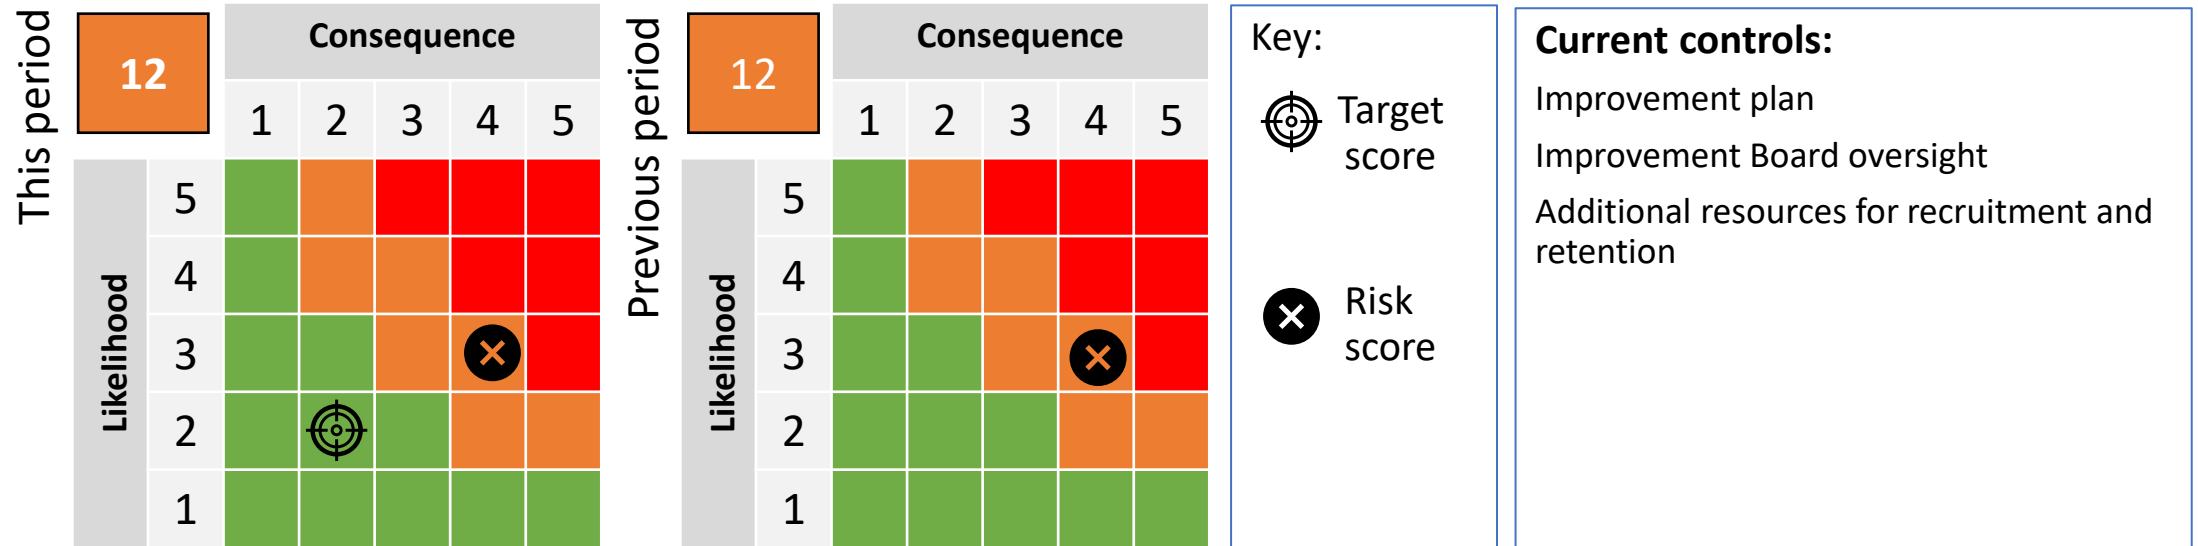 This period
12
Consequence
1 2 3 4 5
Likelihood
5
4
3
2
1
Previous period
12
Consequence
1 2 3 4 5
Likelihood
5
4
3
2
1
Key:
Target
score
Risk
score
Current controls:
Improvement plan
Improvement Board oversight
Additional resources for recruitment and
retention